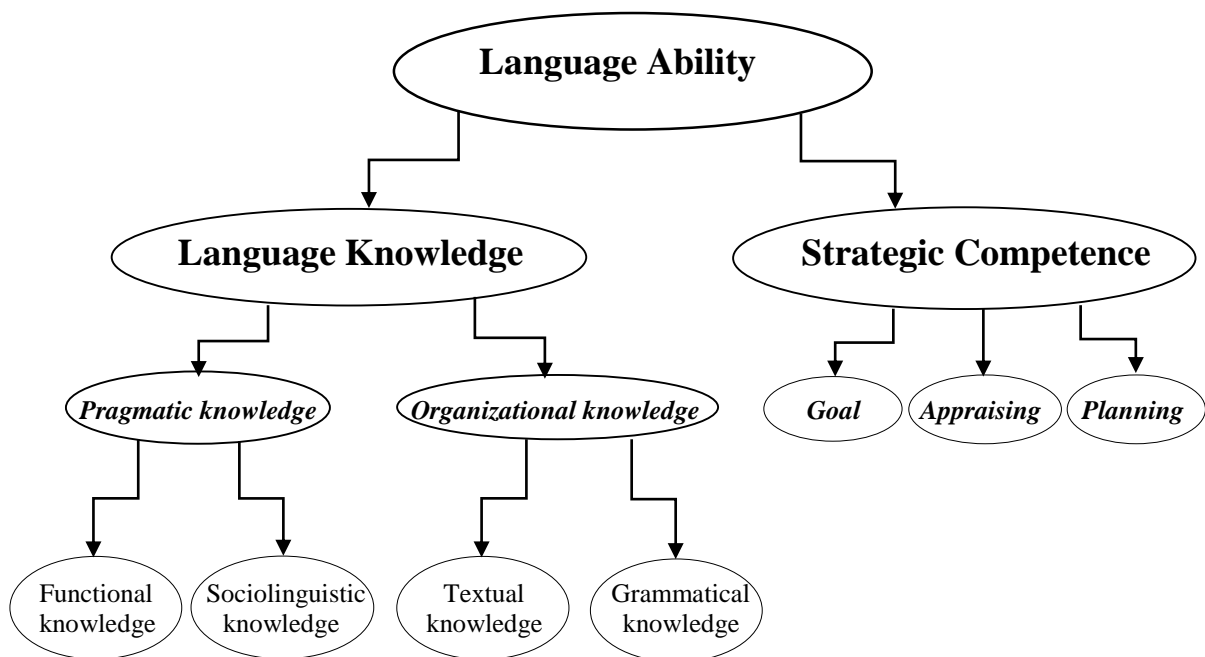 Language Ability
Language Knowledge
Strategic Competence
Pragmatic knowledge
Organizational knowledge
Goal
Appraising
Planning
Functional
knowledge
Sociolinguistic
knowledge
Textual
knowledge
Grammatical
knowledge